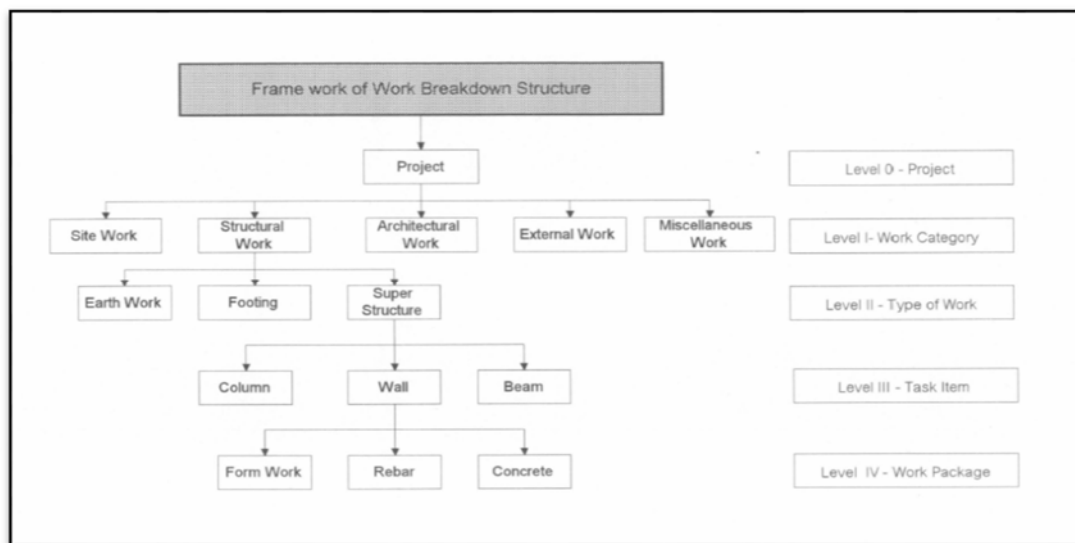 Frame work of Work Breakdown Structure
Project
Level 0 - Project
Site Work
Structural
Work
Architectural
Work
External Work
Miscellaneous
Work
Level I- Work Category
Earth Work
Footing
Super
Structure
Level II - Type of Work
Column
Wall
Beam
Level III - Task Item
Form Work
Rebar
Concrete
Level IV - Work Package